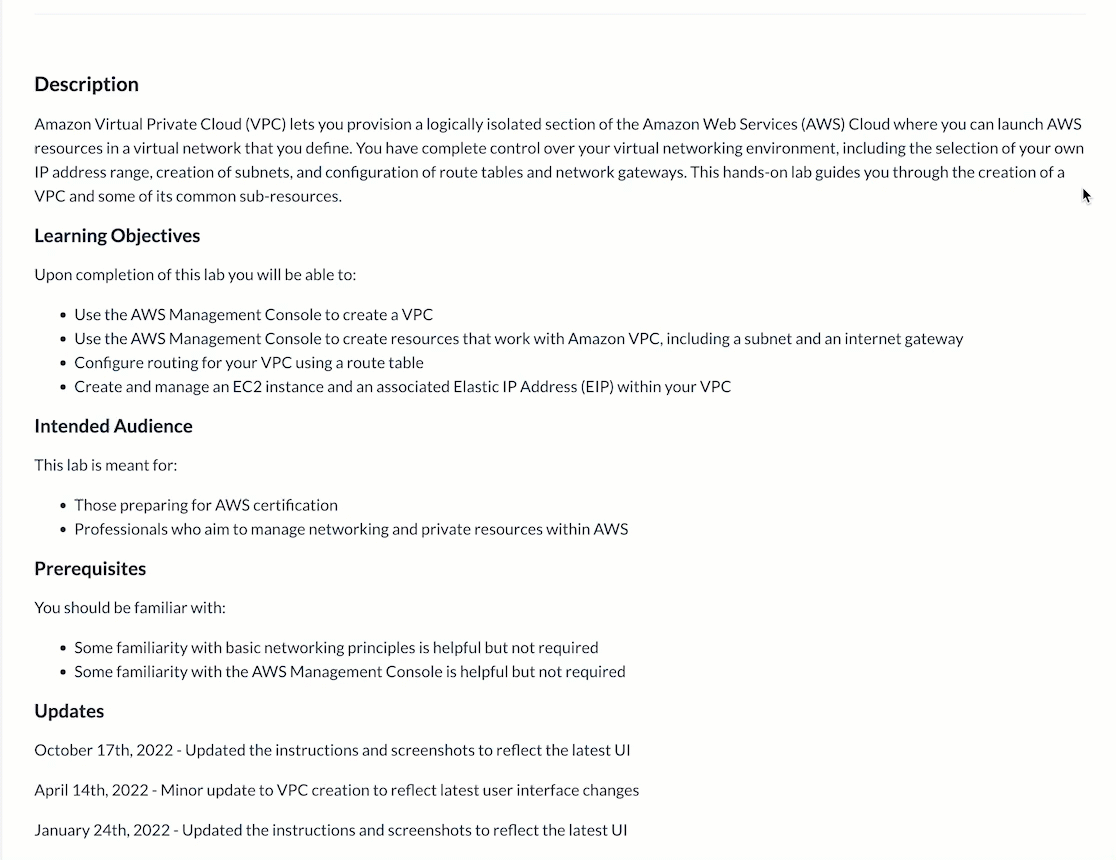 Description
Amazon Virtual Private Cloud (VPC) lets you provision a logically isolated section of the Amazon Web Services (AWS) Cloud where you can launch AWS
resources in a virtual network that you define. You have complete control over your virtual networking environment, including the selection of your own
IP address range, creation of subnets, and configuration of route tables and network gateways. This hands-on lab guides you through the creation of a
VPC and some of its common sub-resources.
Learning Objectives
Upon completion of this lab you will be able to:
• Use the AWS Management Console to create a VPC
• Use the AWS Management Console to create resources that work with Amazon VPC, including a subnet and an internet gateway
• Configure routing for your VPC using a route table
• Create and manage an EC2 instance and an associated Elastic IP Address (EIP) within your VPC
Intended Audience
This lab is meant for:
• Those preparing for AWS certification
• Professionals who aim to manage networking and private resources within AWS
Prerequisites
You should be familiar with:
• Some familiarity with basic networking principles is helpful but not required
• Some familiarity with the AWS Management Console is helpful but not required
Updates
October 17th, 2022 - Updated the instructions and screenshots to reflect the latest UI
April 14th, 2022 - Minor update to VPC creation to reflect latest user interface changes
January 24th, 2022 - Updated the instructions and screenshots to reflect the latest UI